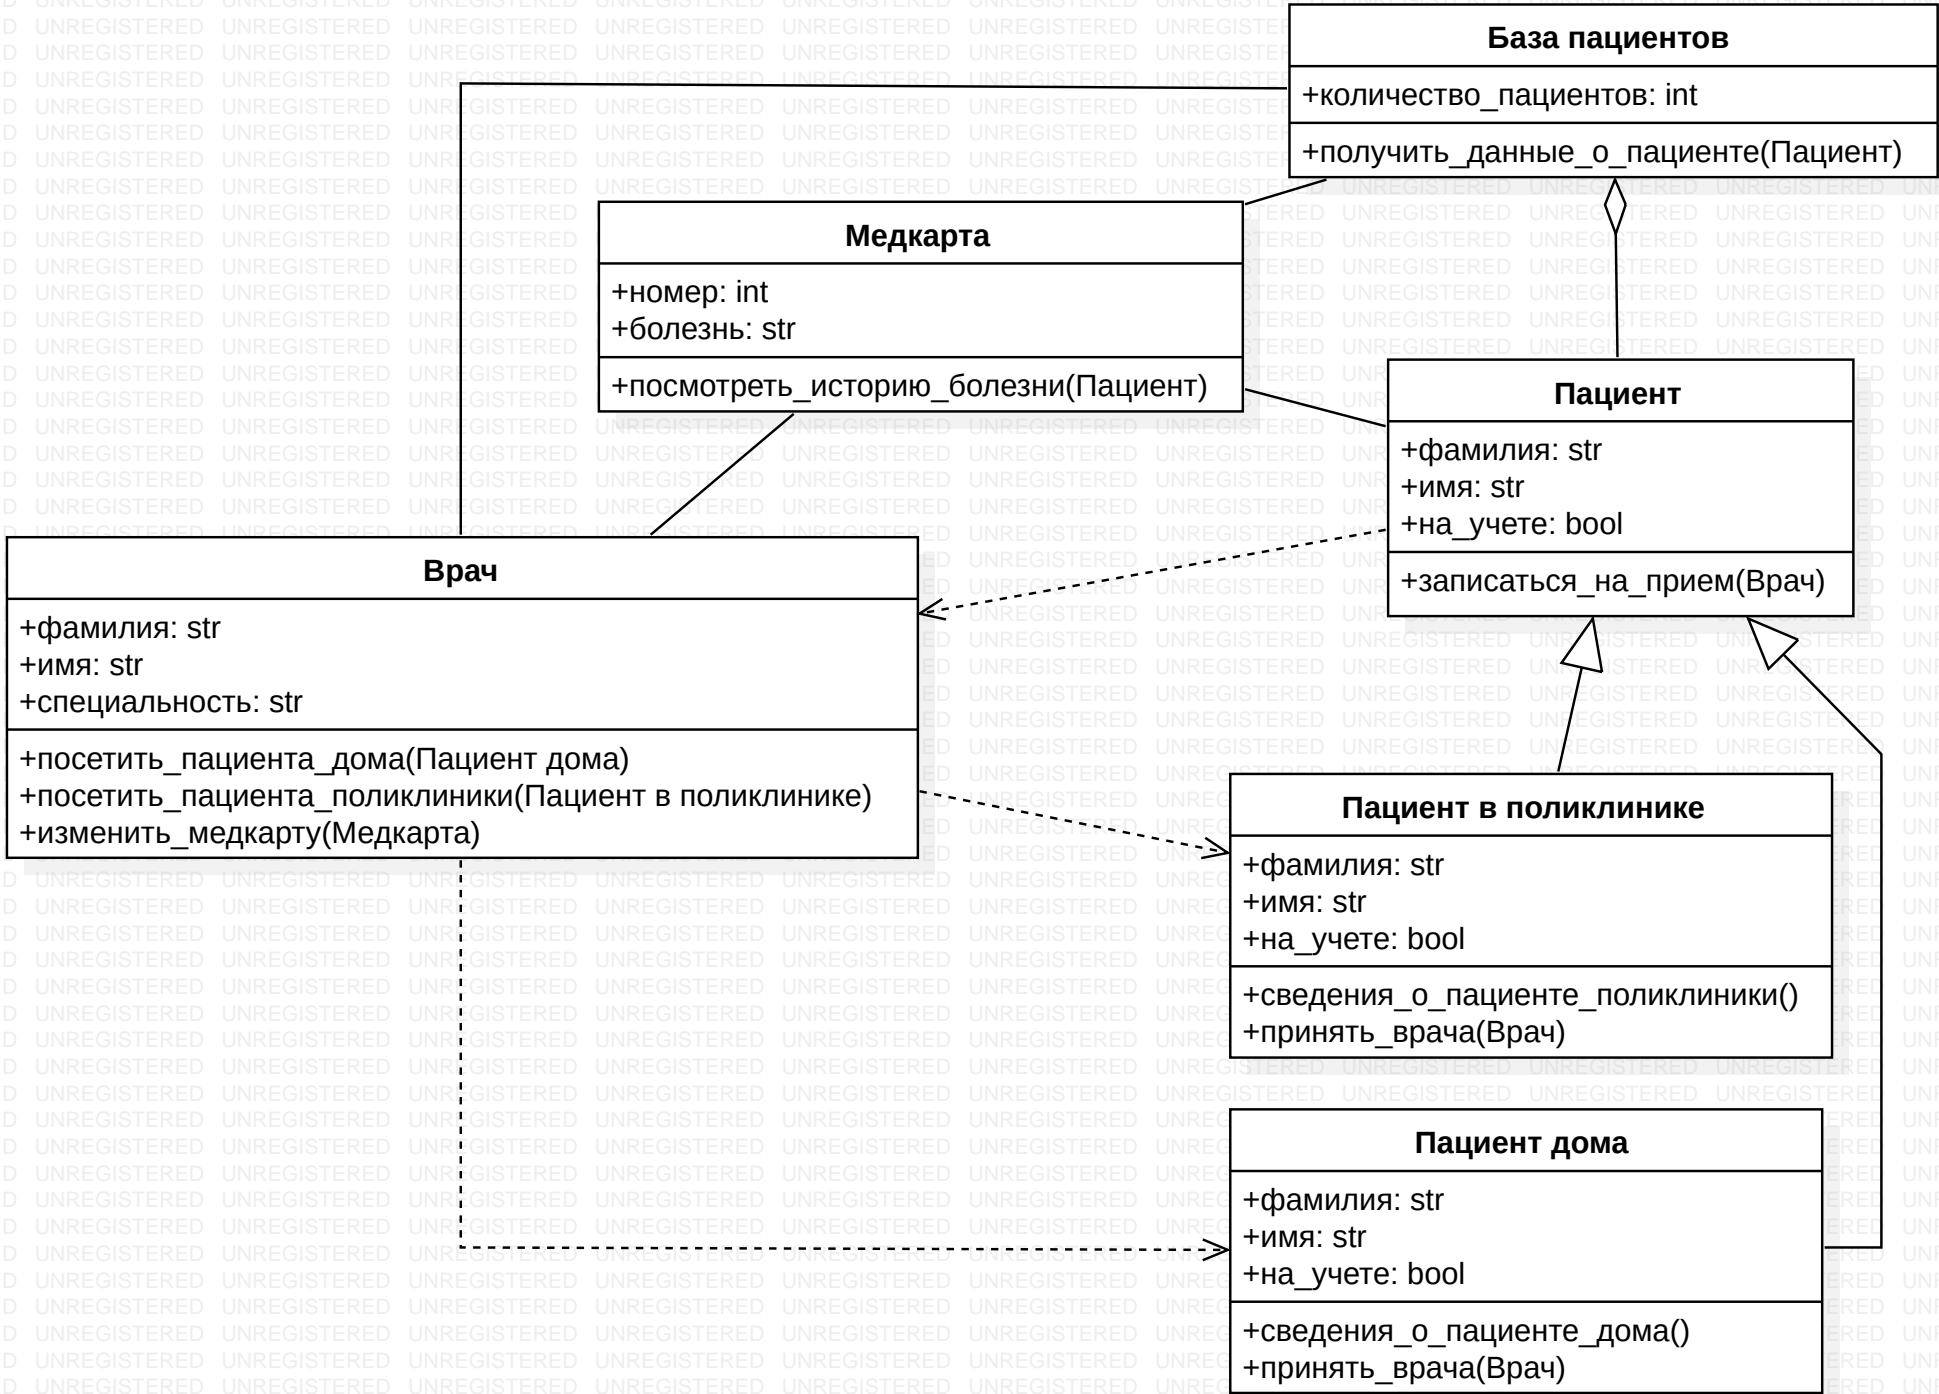 База пациентов
+количество_пациентов: int
+получить_данные_о_пациенте(Пациент)
Медкарта
+номер: int
+болезнь: str
+посмотреть_историю_болезни(Пациент)
Пациент
+фамилия: str
+имя: str
+на_учете: bool
+записаться_на_прием(Врач)
Врач
+фамилия: str
+имя: str
+специальность: str
+посетить_пациента_дома(Пациент дома)
+посетить_пациента_поликлиники(Пациент в поликлинике)
+изменить_медкарту(Медкарта)
Пациент в поликлинике
+фамилия: str
+имя: str
+на_учете: bool
+сведения_о_пациенте_поликлиники()
+принять_врача(Врач)
Пациент дома
+фамилия: str
+имя: str
+на_учете: bool
+сведения_о_пациенте_дома()
+принять_врача(Врач)
UNREGISTERED